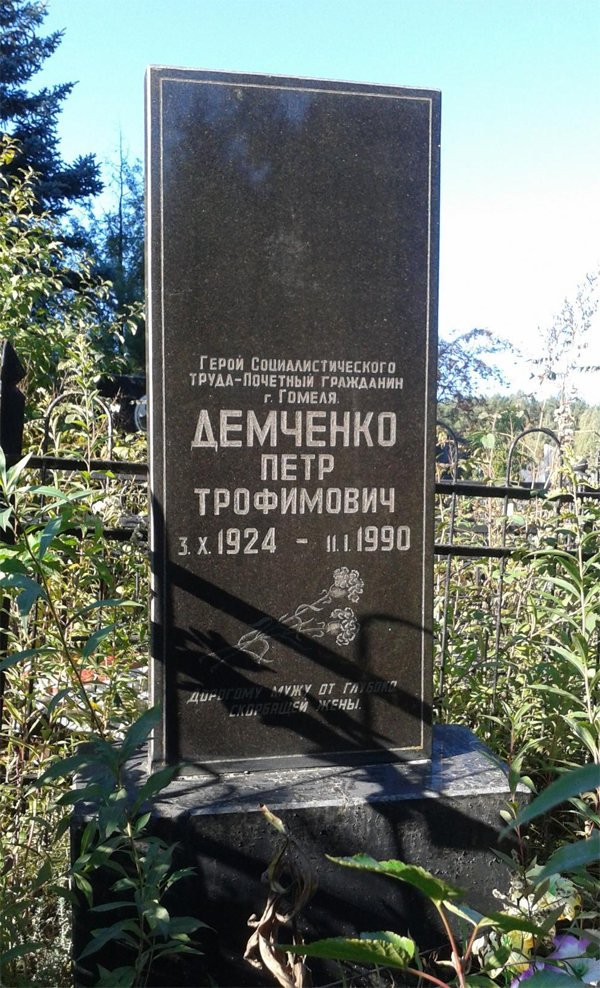 Герой Социалистического
труда-Почетный гражданин
г. Гомеля.
ДЕМЧЕНКО
ПЕТР
ТРОФИМОВИЧ
3.X.1924 - 11.I.1990
Дорогому мужу от глубоко
скорбящей жены.